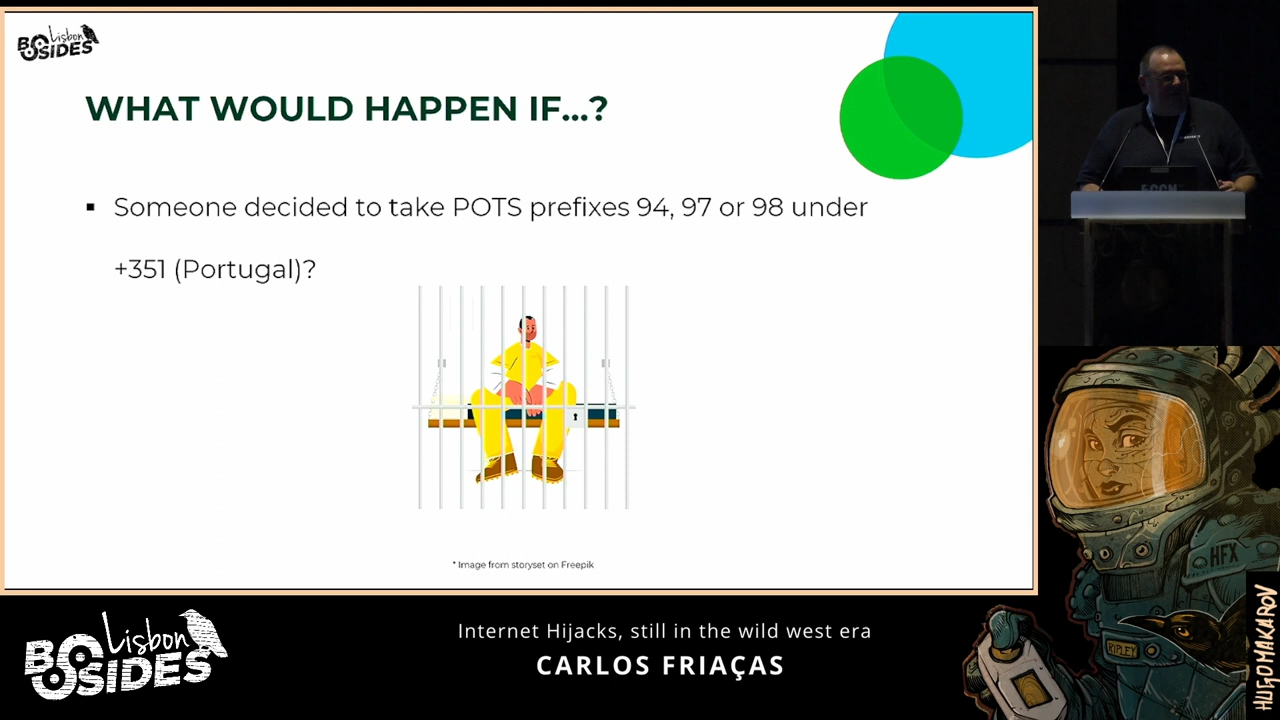 Lisbon
BSIDES
WHAT WOULD HAPPEN IF...?
▪ Someone decided to take POTS prefixes 94, 97 or 98 under
+351 (Portugal)?
* Image from storyset on Freepik
Lisbon
BSIDES
Internet Hijacks, still in the wild west era
CARLOS FRIAÇAS
HFX
RIPLEY
HUGOMAKAROV